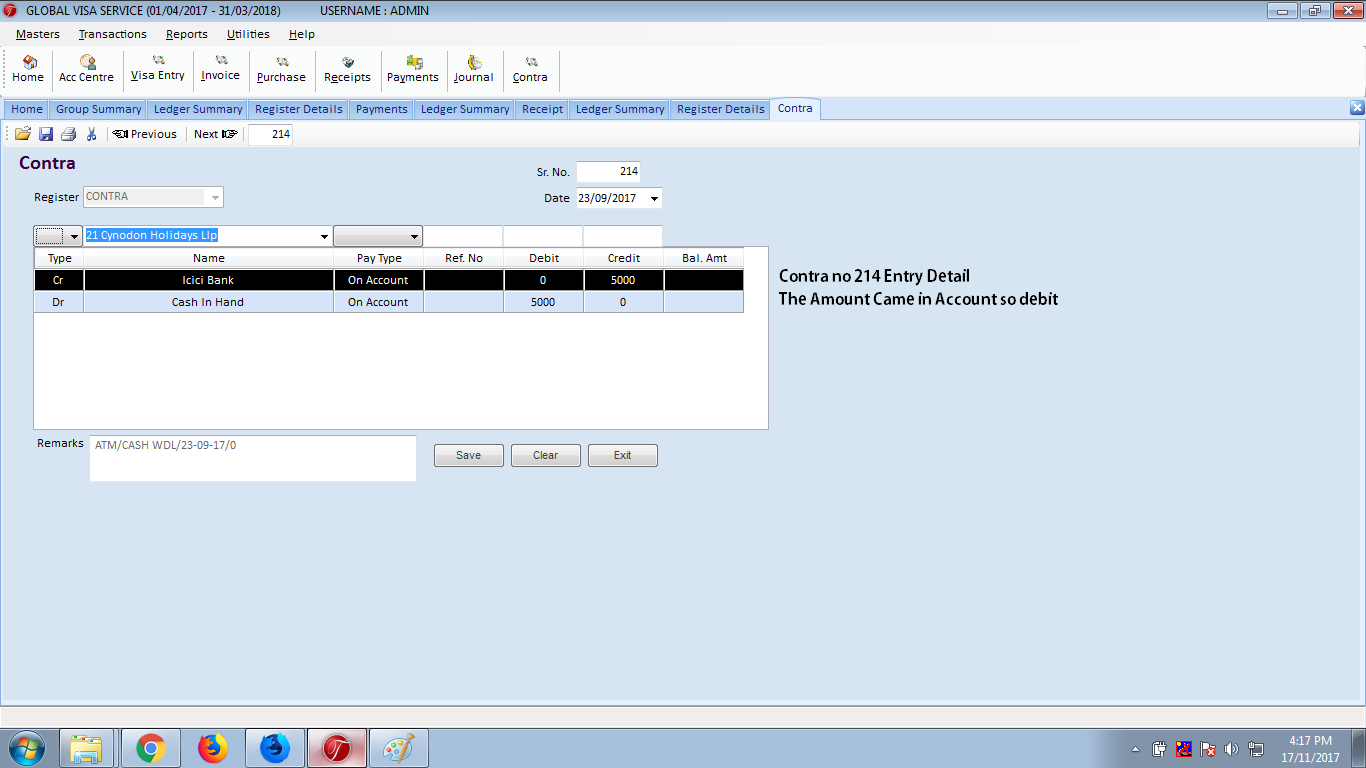 GLOBAL VISA SERVICE (01/04/2017 - 31/03/2018) USERNAME : ADMIN
Masters Transactions Reports Utilities Help
Home Acc Centre Visa Entry Invoice Purchase Receipts Payments Journal Contra
Home Group Summary Ledger Summary Register Details Payments Ledger Summary Receipt Ledger Summary Register Details Contra
Previous Next 214
Contra
Sr. No. 214
Register CONTRA
Date 23/09/2017
21 Cynodon Holidays Llp
Type Name Pay Type Ref. No Debit Credit Bal. Amt
Cr Icici Bank On Account 0 5000
Dr Cash In Hand On Account 5000 0
Contra no 214 Entry Detail
The Amount Came in Account so debit
Remarks ATM/CASH WDL/23-09-17/0
Save Clear Exit
4:17 PM
17/11/2017